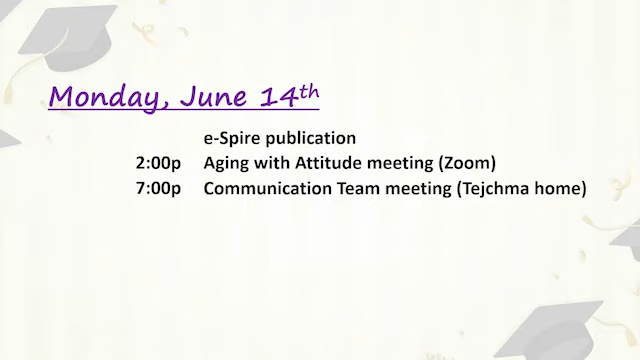 Monday, June 14th
e-Spire publication
2:00p Aging with Attitude meeting (Zoom)
7:00p Communication Team meeting (Tejchma home)